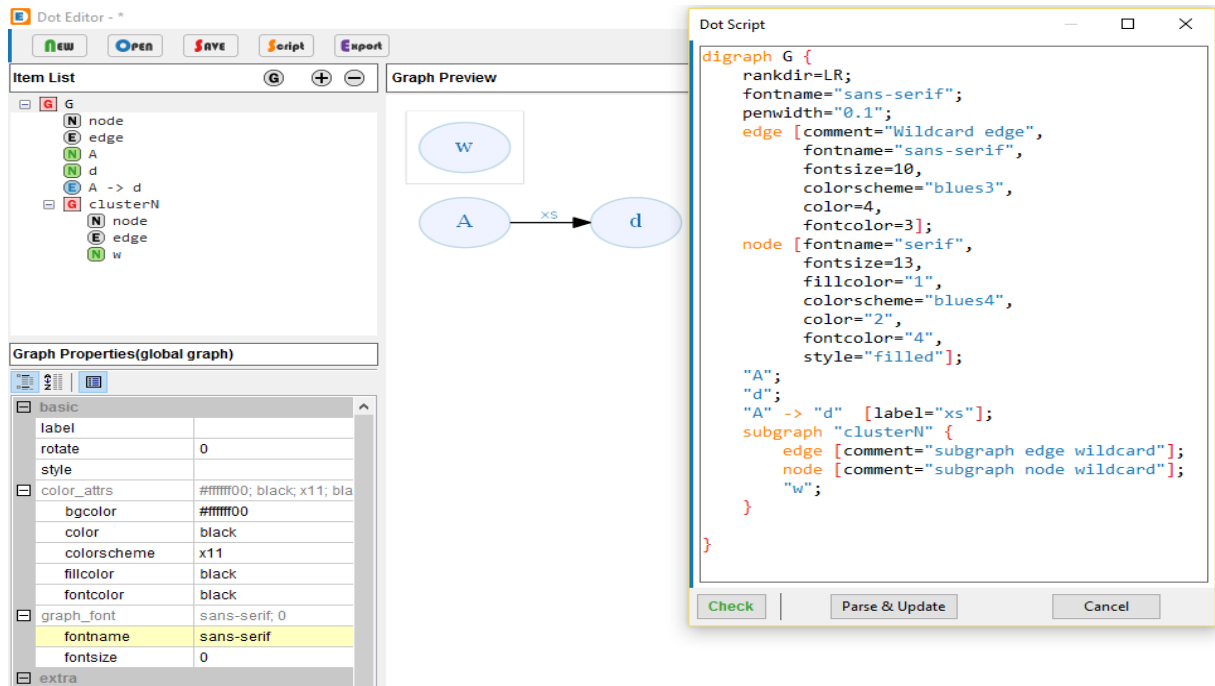 Dot Editor - *
New Open Save Script Export
Item List G
G G
N node
E edge
N A
N d
E A -> d
G clusterN
N node
E edge
N w
Graph Properties(global graph)
basic
label
rotate 0
style
color_attrs #ffffff00; black; x11; bla
bgcolor #ffffff00
color black
colorscheme x11
fillcolor black
fontcolor black
graph_font sans-serif; 0
fontname sans-serif
fontsize 0
extra
Graph Preview
w
A xs d
Dot Script
digraph G {
rankdir=LR;
fontname="sans-serif";
penwidth="0.1";
edge [comment="Wildcard edge",
fontname="sans-serif",
fontsize=10,
colorscheme="blues3",
color=4,
fontcolor=3];
node [fontname="serif",
fontsize=13,
fillcolor="1",
colorscheme="blues4",
color="2",
fontcolor="4",
style="filled"];
"A";
"d";
"A" -> "d" [label="xs"];
subgraph "clusterN" {
edge [comment="subgraph edge wildcard"];
node [comment="subgraph node wildcard"];
"w";
}
}
Check Parse & Update Cancel